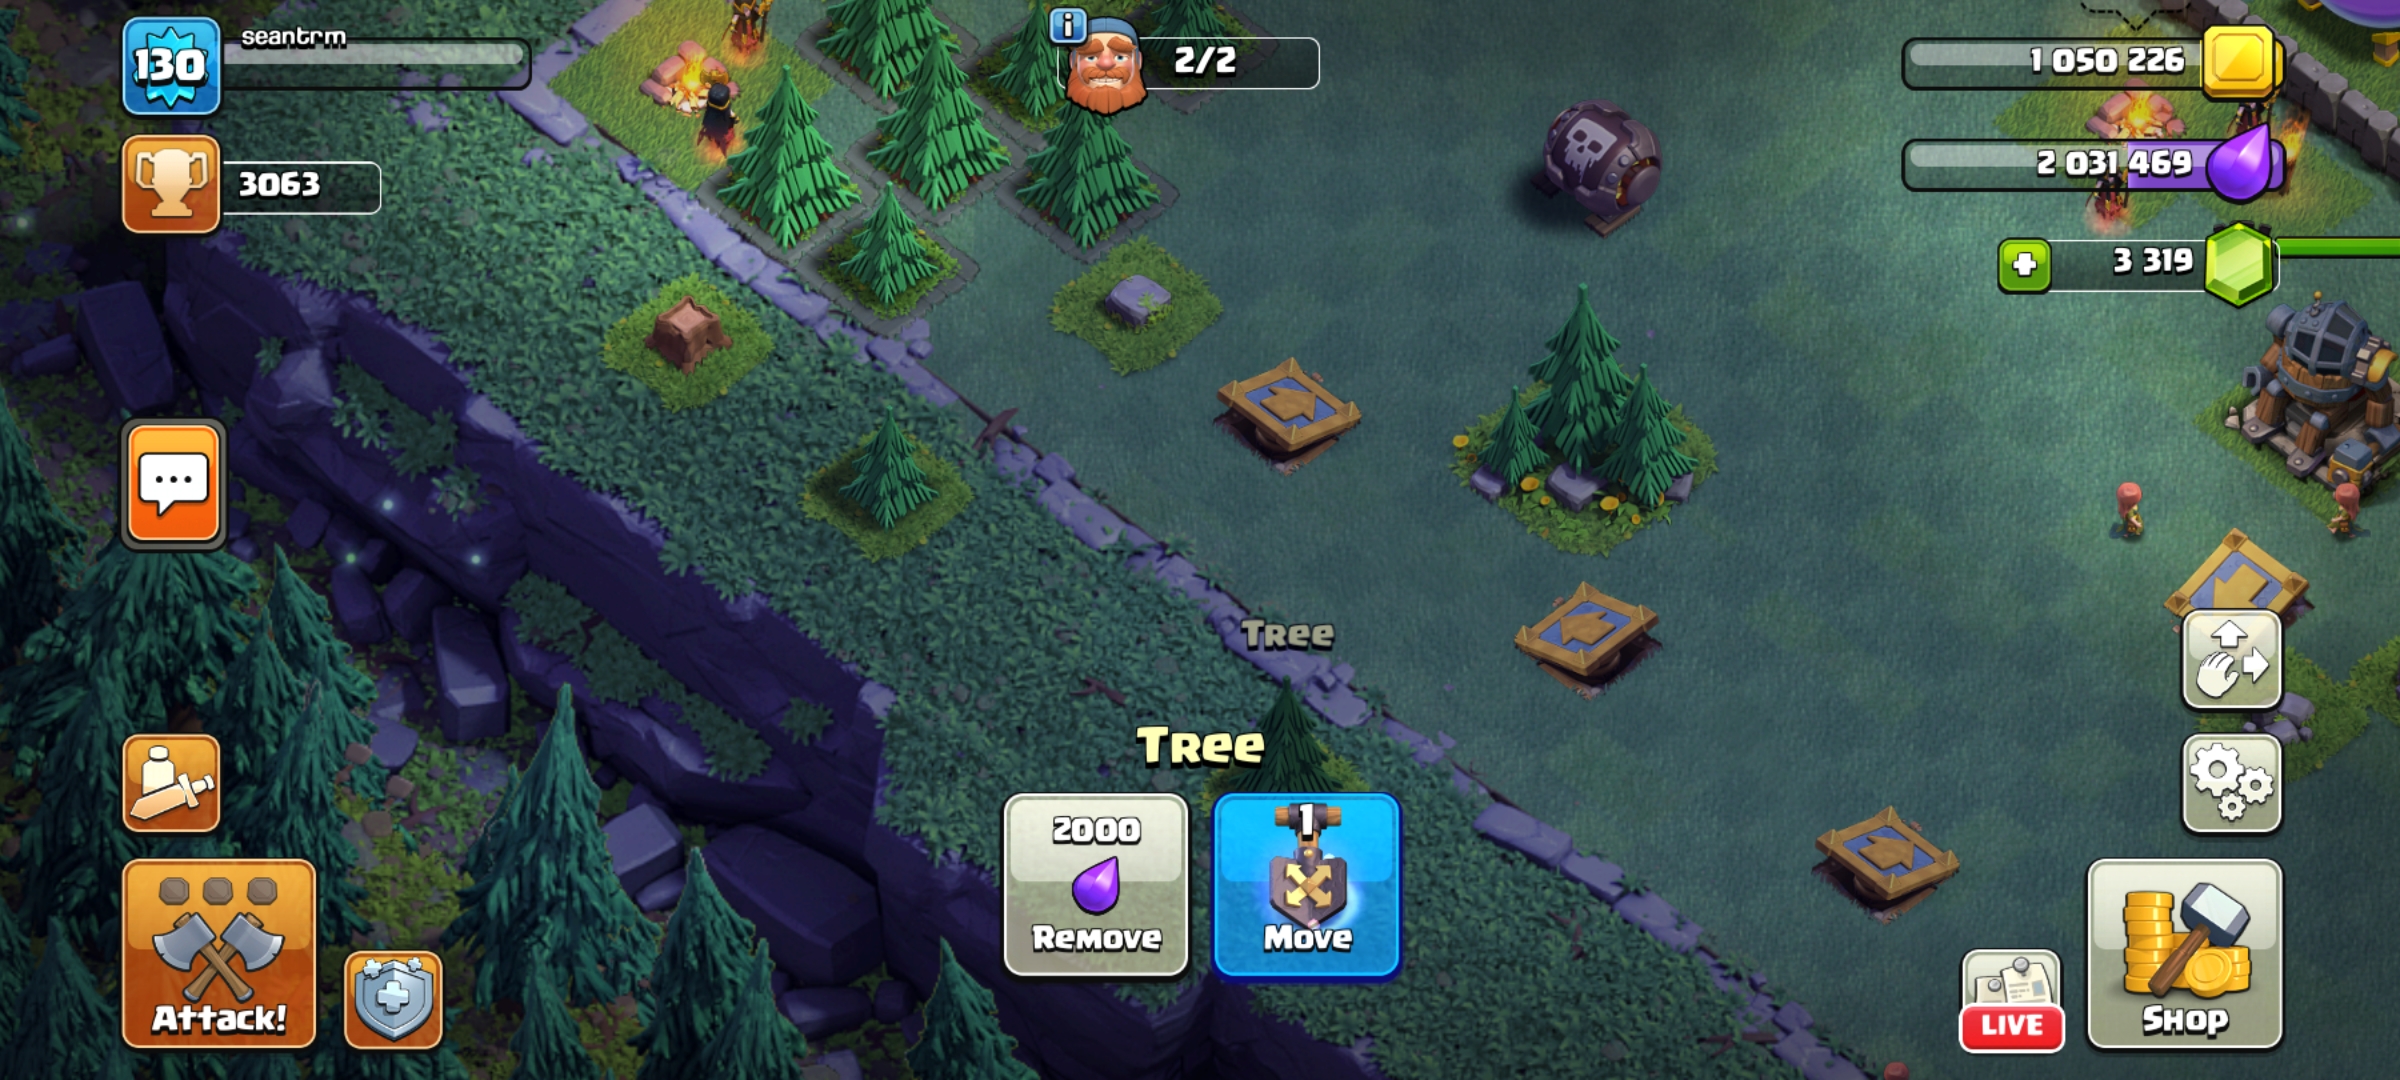 130
seantrm
i
2/2
1 050 226
3063
2 031 469
3 319
Tree
Tree
2000
Remove
1
Move
Attack!
LIVE
Shop